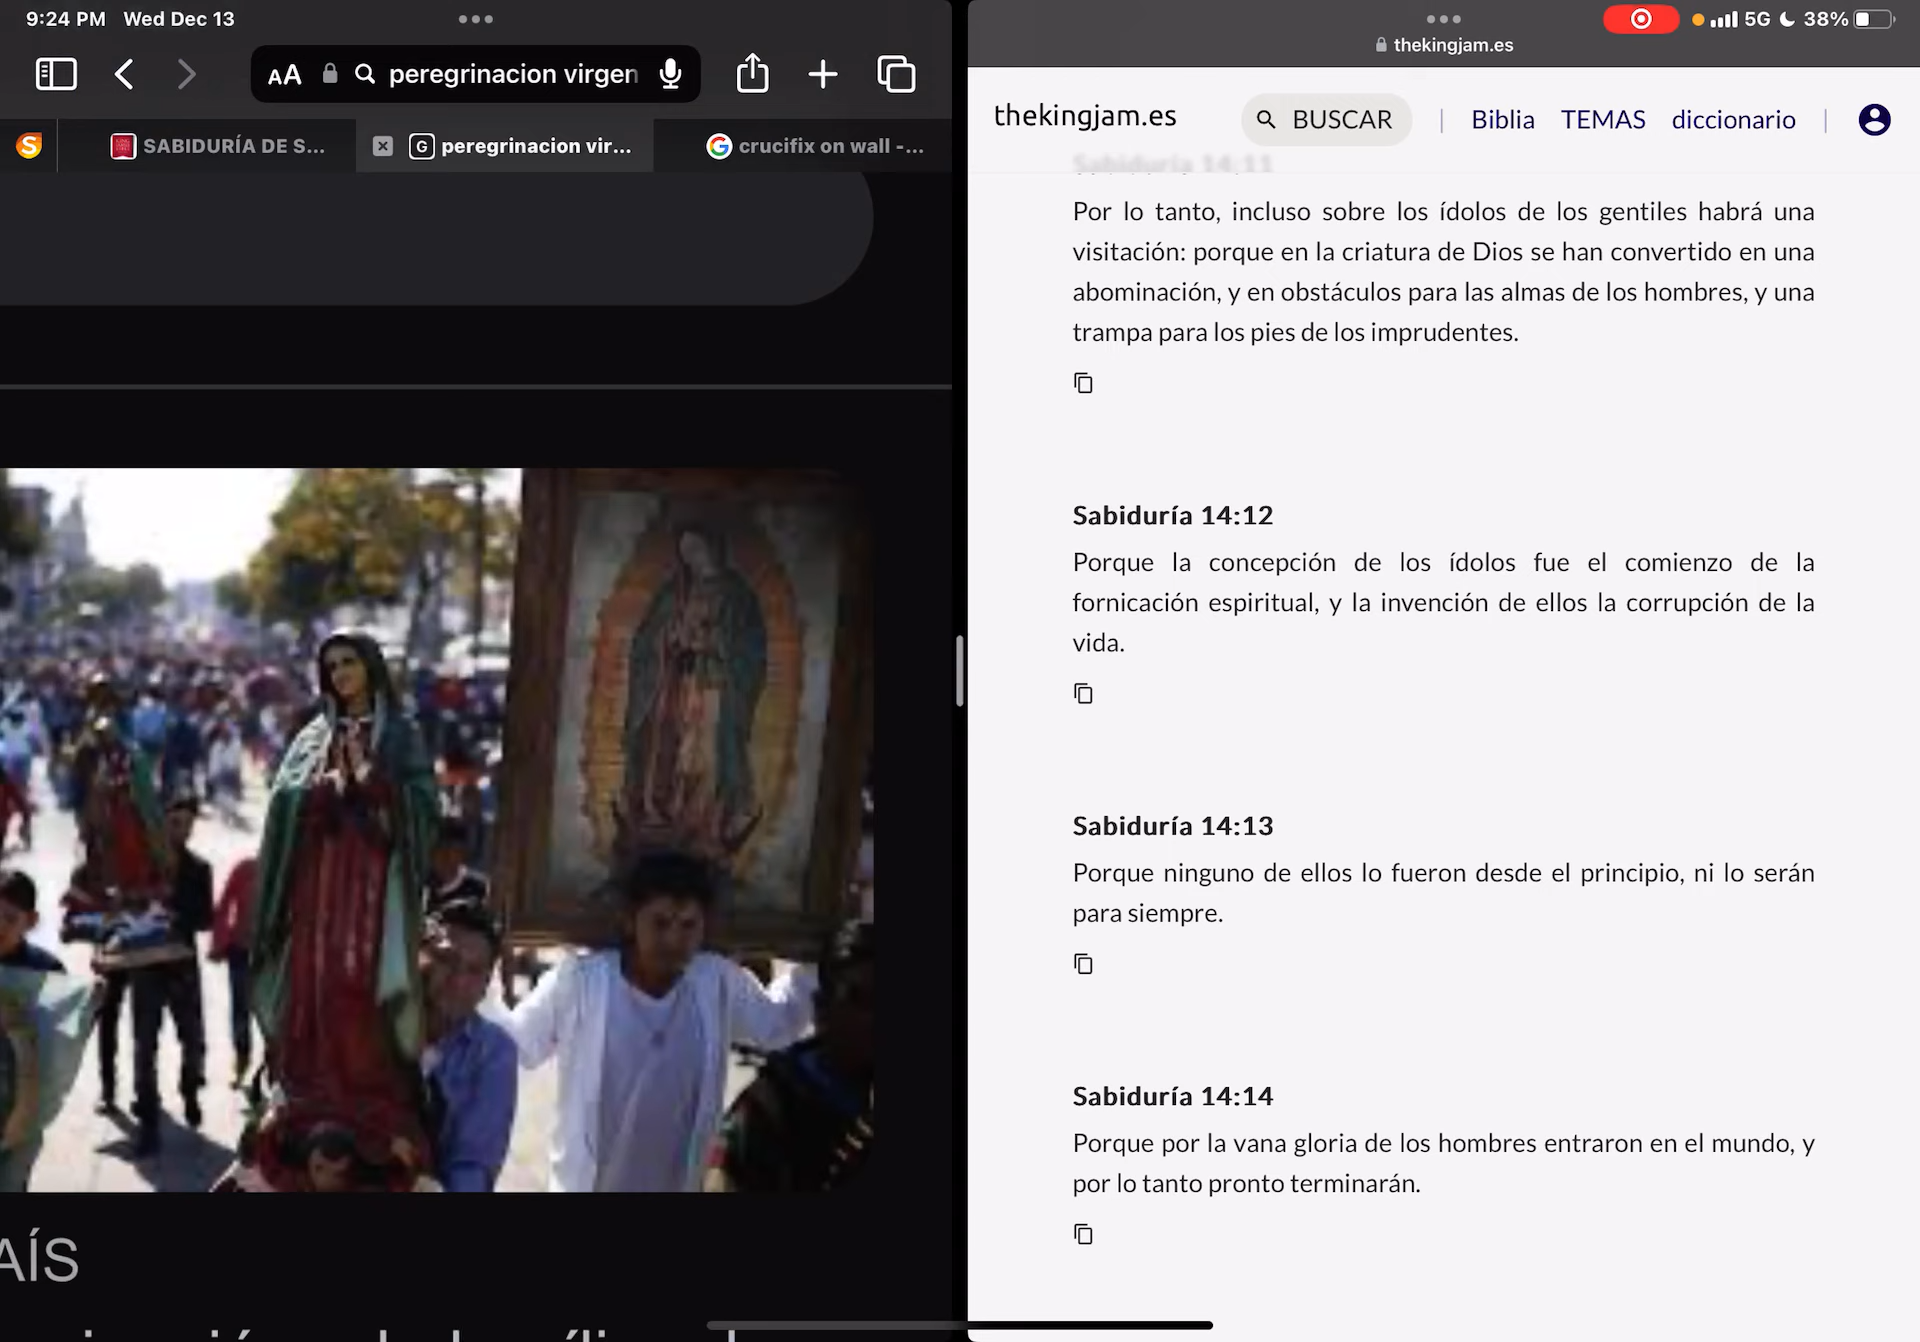 9:24 PM Wed Dec 13
AA peregrinacion virgen
SABIDURÍA DE S...
peregrinacion vir...
crucifix on wall -...
AÍS
5G 38%
thekingjam.es
thekingjam.es
BUSCAR | Biblia TEMAS diccionario |
Sabiduría 14:11
Por lo tanto, incluso sobre los ídolos de los gentiles habrá una
visitación: porque en la criatura de Dios se han convertido en una
abominación, y en obstáculos para las almas de los hombres, y una
trampa para los pies de los imprudentes.
Sabiduría 14:12
Porque la concepción de los ídolos fue el comienzo de la
fornicación espiritual, y la invención de ellos la corrupción de la
vida.
Sabiduría 14:13
Porque ninguno de ellos lo fueron desde el principio, ni lo serán
para siempre.
Sabiduría 14:14
Porque por la vana gloria de los hombres entraron en el mundo, y
por lo tanto pronto terminarán.